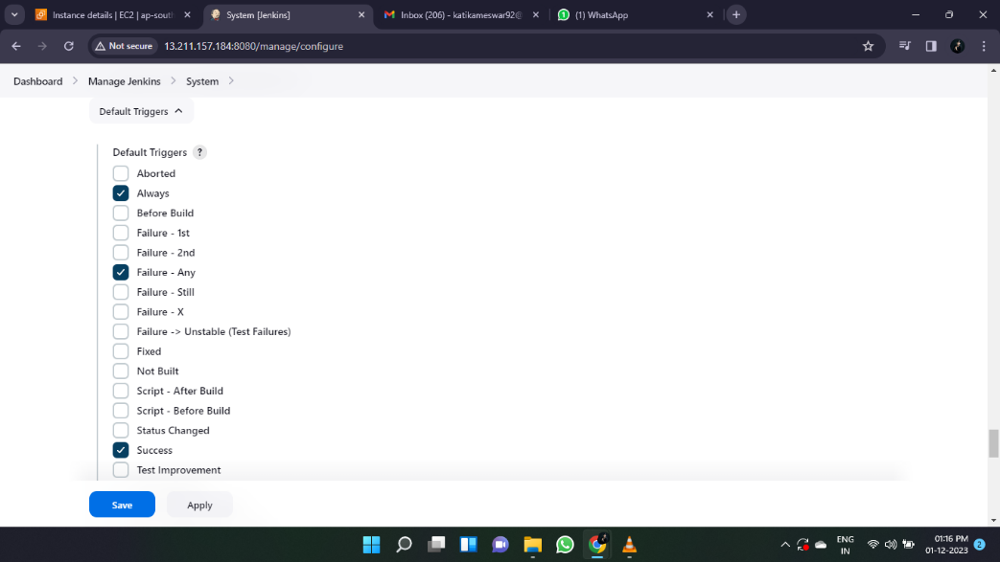 Instance details | EC2 | ap-south
System [Jenkins]
Inbox (206) - katikameswar92@
(1) WhatsApp
Not secure
13.211.157.184:8080/manage/configure
Dashboard
Manage Jenkins
System
Default Triggers
Default Triggers ?
Aborted
Always
Before Build
Failure - 1st
Failure - 2nd
Failure - Any
Failure - Still
Failure - X
Failure -> Unstable (Test Failures)
Fixed
Not Built
Script - After Build
Script - Before Build
Status Changed
Success
Test Improvement
Save
Apply
ENG
IN
01:16 PM
01-12-2023
2